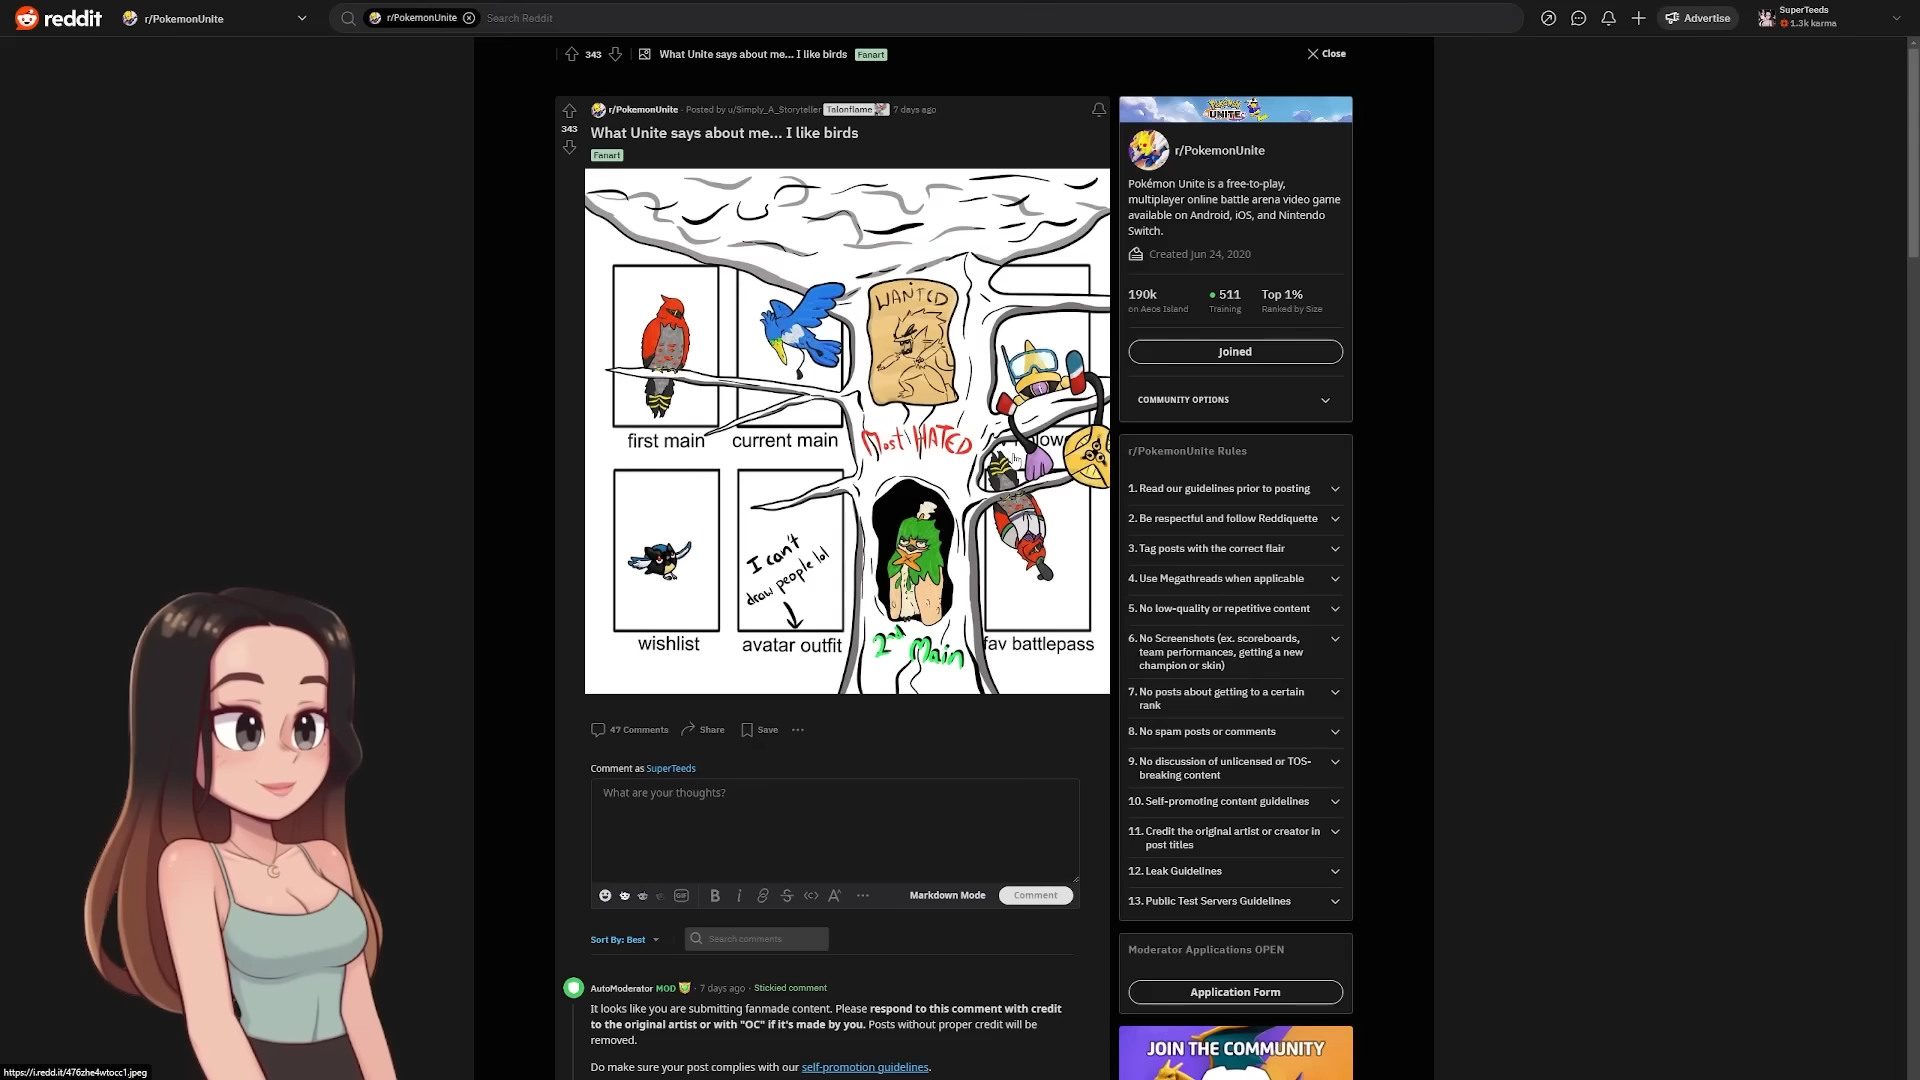 reddit
r/PokemonUnite
r/PokemonUnite
Search Reddit
Advertise
SuperTeeds
1.3k karma
343
What Unite says about me... I like birds
Fanart
Close
r/PokemonUnite · Posted by u/Simply_A_Storyteller Talonflame 7 days ago
343
What Unite says about me... I like birds
Fanart
WANTED
first main
current main
Most HATED
wishlist
I can't
draw people lol
avatar outfit
2nd Main
fav battlepass
47 Comments
Share
Save
Comment as SuperTeeds
What are your thoughts?
GIF
Markdown Mode
Comment
Sort By: Best
Search comments
AutoModerator MOD · 7 days ago · Stickied comment
It looks like you are submitting fanmade content. Please respond to this comment with credit
to the original artist or with "OC" if it's made by you. Posts without proper credit will be
removed.
Do make sure your post complies with our self-promotion guidelines.
POKÉMON
UNITE
r/PokemonUnite
Pokémon Unite is a free-to-play,
multiplayer online battle arena video game
available on Android, iOS, and Nintendo
Switch.
Created Jun 24, 2020
190k
511
Top 1%
on Aeos Island
Training
Ranked by Size
Joined
COMMUNITY OPTIONS
r/PokemonUnite Rules
1. Read our guidelines prior to posting
2. Be respectful and follow Reddiquette
3. Tag posts with the correct flair
4. Use Megathreads when applicable
5. No low-quality or repetitive content
6. No Screenshots (ex. scoreboards,
team performances, getting a new
champion or skin)
7. No posts about getting to a certain
rank
8. No spam posts or comments
9. No discussion of unlicensed or TOS-
breaking content
10. Self-promoting content guidelines
11. Credit the original artist or creator in
post titles
12. Leak Guidelines
13. Public Test Servers Guidelines
Moderator Applications OPEN
Application Form
JOIN THE COMMUNITY
https://i.redd.it/476zhe4wtocc1.jpeg